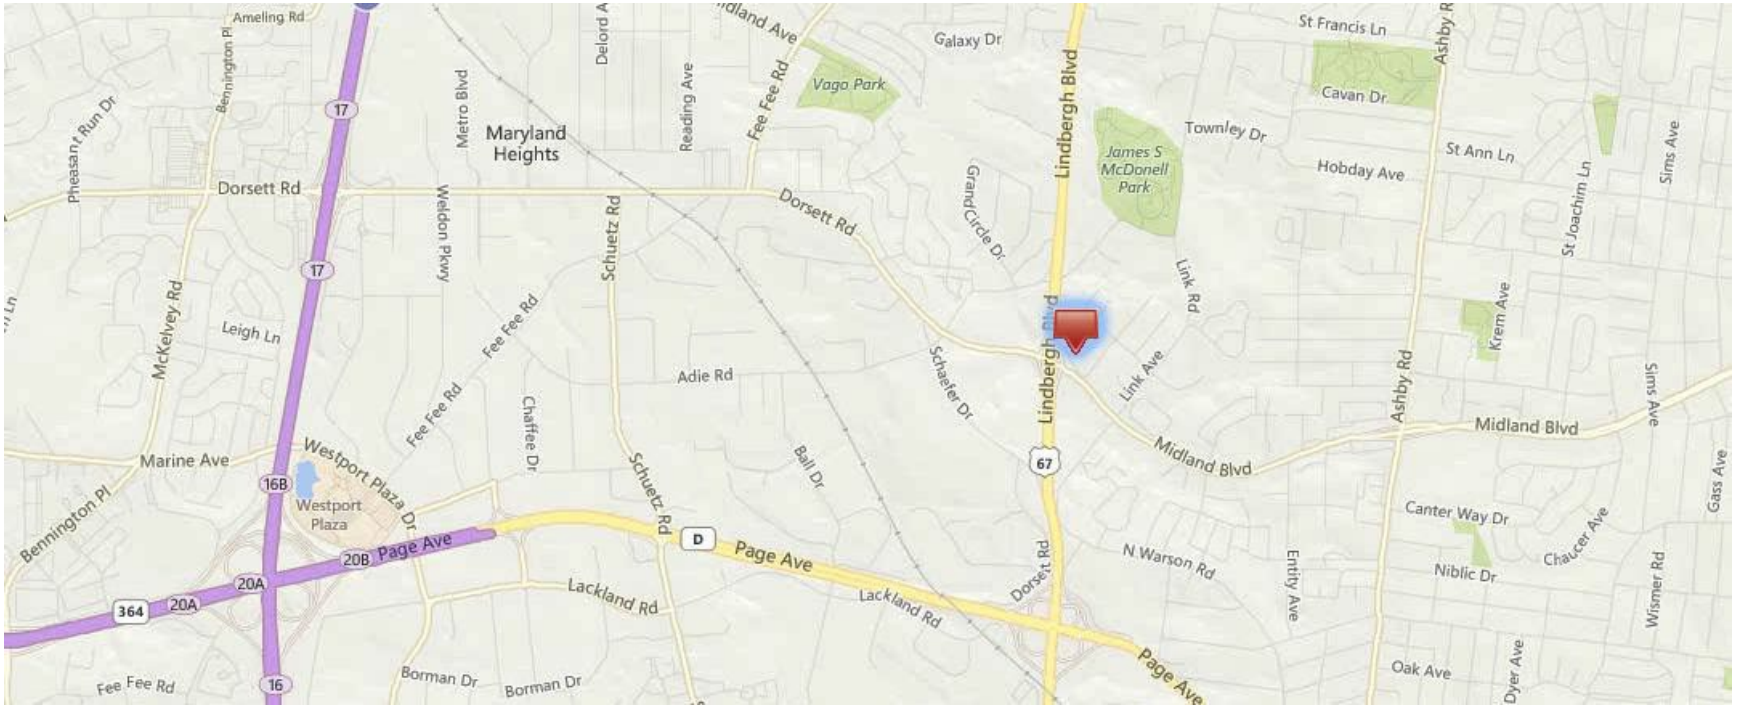 Ameling Rd
Bennington Pl
Delord A
dland Ave
Galaxy Dr
St Francis Ln
Ashby R
Lindbergh Blvd
Vago Park
Fee Fee Rd
Reading Ave
Metro Blvd
Pheasant Run Dr
17
Maryland
Heights
Cavan Dr
Townley Dr
James S
McDonell
Park
St Ann Ln
Hobday Ave
Sims Ave
St Joachim Ln
Dorsett Rd
Dorsett Rd
Weldon Pkwy
Schuetz Rd
Grand Circle Dr
17
Link Rd
McKelvey Rd
Leigh Ln
Fee Fee Rd
Lindbergh Blvd
Krem Ave
n Ln
Adie Rd
Schaefer Dr
Link Ave
Ashby Rd
Sims Ave
Fee Fee Rd
Chaffee Dr
Midland Blvd
Midland Blvd
Marine Ave
Westport Plaza Dr
16B
Westport
Plaza
Schuetz Rd
Ball Dr
67
Gass Ave
Bennington Pl
Canter Way Dr
Chaucer Ave
Page Ave
20B
D
Page Ave
N Warson Rd
Dorsett Rd
Niblic Dr
Entity Ave
Wismer Rd
20A
20A
364
Lackland Rd
Lackland Rd
Page Ave
Oak Ave
Dyer Ave
Fee Fee Rd
16
Borman Dr
Borman Dr